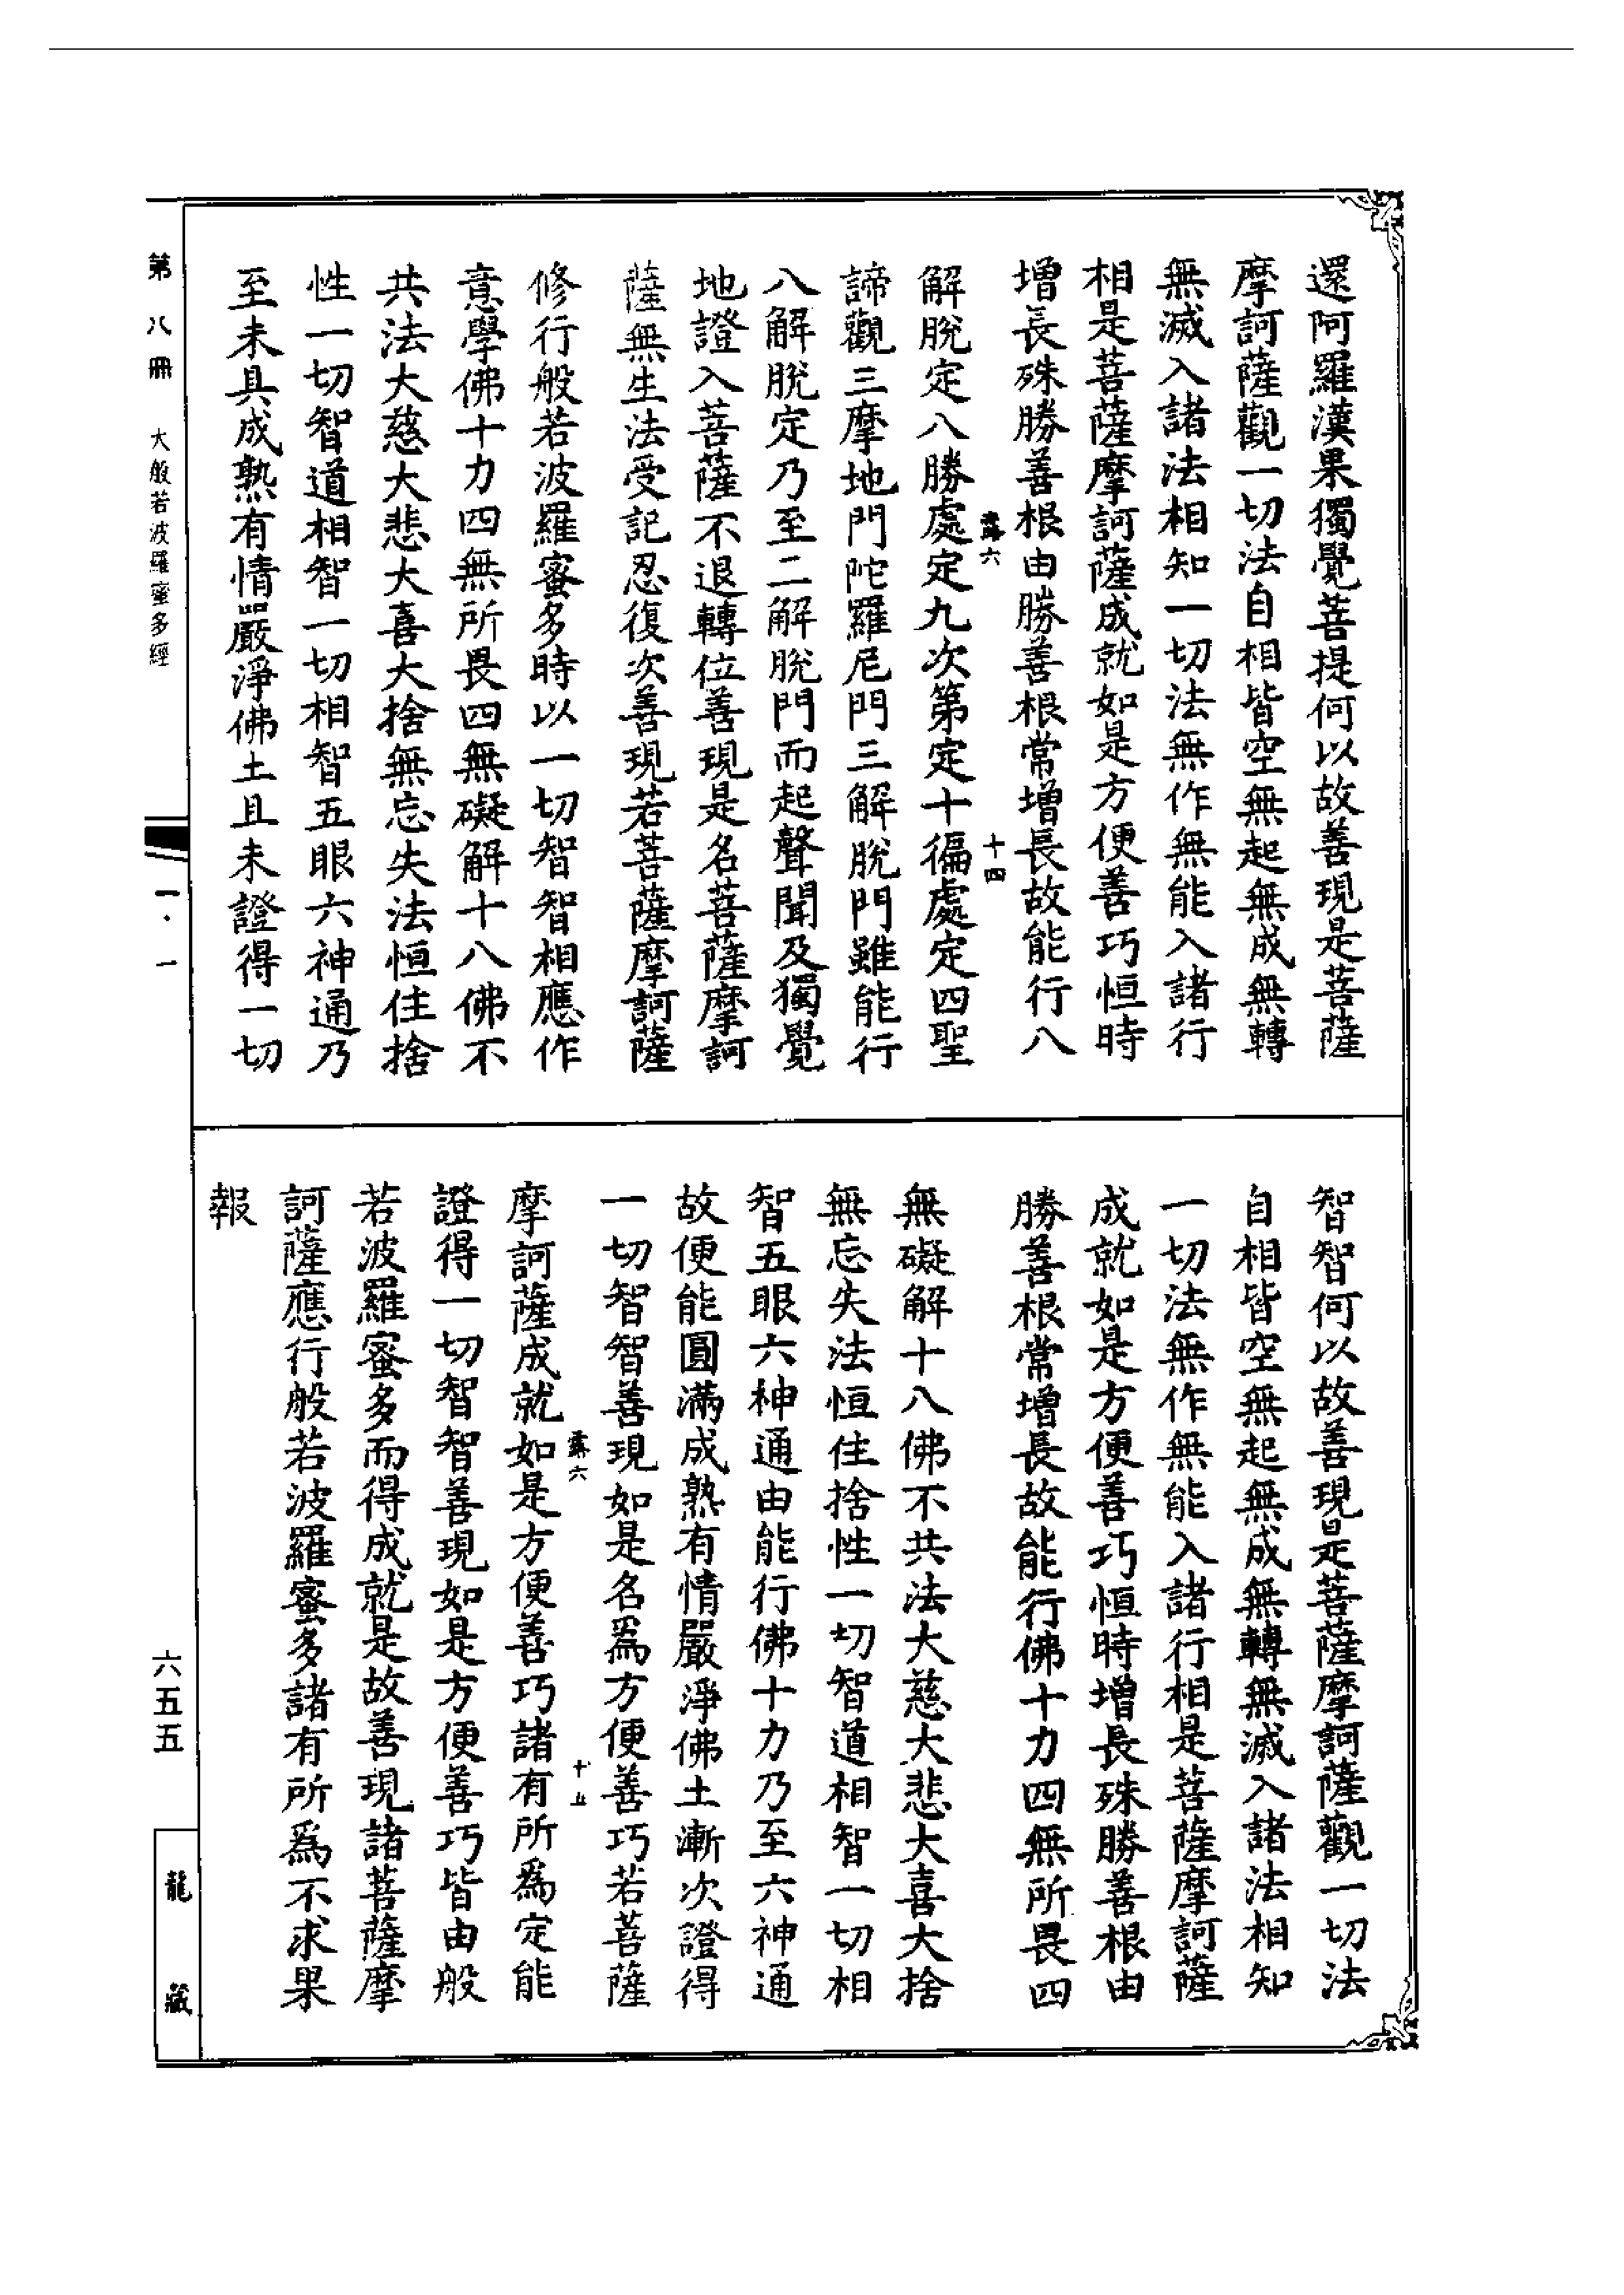 還阿羅漢果獨覺菩提何以故善現是菩薩
摩訶薩觀一切法自相皆空無起無成無轉
無滅入諸法相知一切法無作無能入諸行
相是菩薩摩訶薩成就如是方便善巧恒時
增長殊勝善根由勝善根常增長故能行八
露六
十四
解脫定八勝處定九次第定十徧處定四聖
諦觀三摩地門陀羅尼門三解脫門雖能行
八解脫定乃至二解脫門而起聲聞及獨覺
地證入菩薩不退轉位善現是名菩薩摩訶
薩無生法受記忍復次善現若菩薩摩訶薩
修行般若波羅蜜多時以一切智智相應作
意學佛十力四無所畏四無礙解十八佛不
共法大慈大悲大喜大捨無忘失法恒住捨
性一切智道相智一切相智五眼六神通乃
至未具成熟有情嚴淨佛土且未證得一切
智智何以故善現是菩薩摩訶薩觀一切法
自相皆空無起無成無轉無滅入諸法相知
一切法無作無能入諸行相是菩薩摩訶薩
成就如是方便善巧恒時增長殊勝善根由
勝善根常增長故能行佛十力四無所畏四
無礙解十八佛不共法大慈大悲大喜大捨
無忘失法恒住捨性一切智道相智一切相
智五眼六神通由能行佛十力乃至六神通
故便能圓滿成熟有情嚴淨佛土漸次證得
一切智智善現如是名爲方便善巧若菩薩
露六
十五
摩訶薩成就如是方便善巧諸有所爲定能
證得一切智智善現如是方便善巧皆由般
若波羅蜜多而得成就是故善現諸菩薩摩
訶薩應行般若波羅蜜多諸有所爲不求果
報
第八冊 大般若波羅蜜多經
一·一
六五五
龍藏